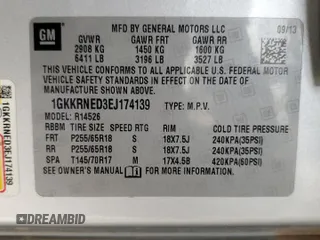 GM
MFD BY GENERAL MOTORS LLC 09/13
GVWR GAWR FRT GAWR RR
2908 KG 1450 KG 1600 KG
6411 LB 3196 LB 3527 LB
THIS VEHICLE CONFORMS TO ALL APPLICABLE
SAFETY
STANDARDS IN EFFECT ON THE DATE OF
MANUFACTURE SHOWN ABOVE.
1GKKRNED3EJ174139 TYPE: M.P.V.
MODEL: R14526
RBBM TIRE SIZE SPEED RTG RIM COLD TIRE PRESSURE
FRT P255/65R18 S 18X7.5J 240KPA(35PSI)
RR P255/65R18 S 18X7.5J 240KPA(35PSI)
SPA T145/70R17 M 17X4.5B 420KPA(60PSI)
SEE OWNER'S MANUAL FOR MORE INFORMATION.
1GKKRNED3EJ174139
DREAMBID